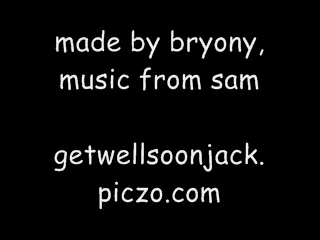 made by bryony,
music from sam
getwellsoonjack.
piczo.com